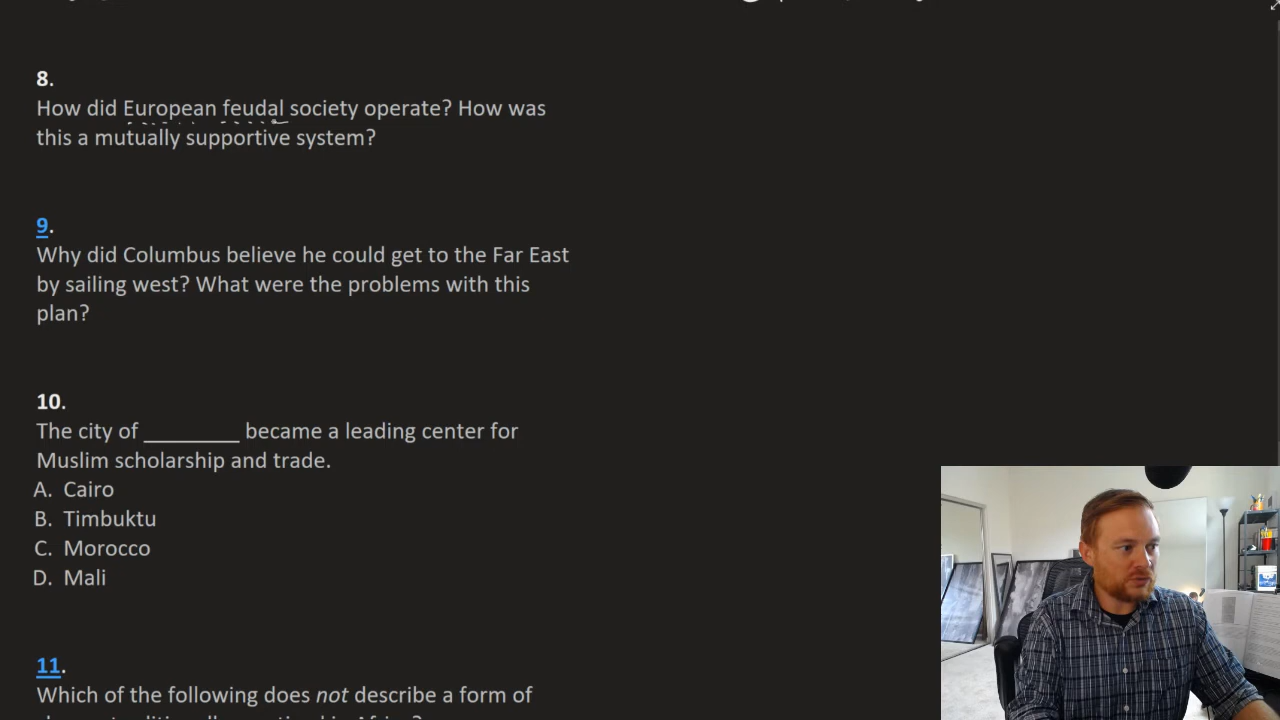 8.
How did European feudal society operate? How was
this a mutually supportive system?
9.
Why did Columbus believe he could get to the Far East
by sailing west? What were the problems with this
plan?
10.
The city of ________ became a leading center for
Muslim scholarship and trade.
A. Cairo
B. Timbuktu
C. Morocco
D. Mali
11.
Which of the following does not describe a form of